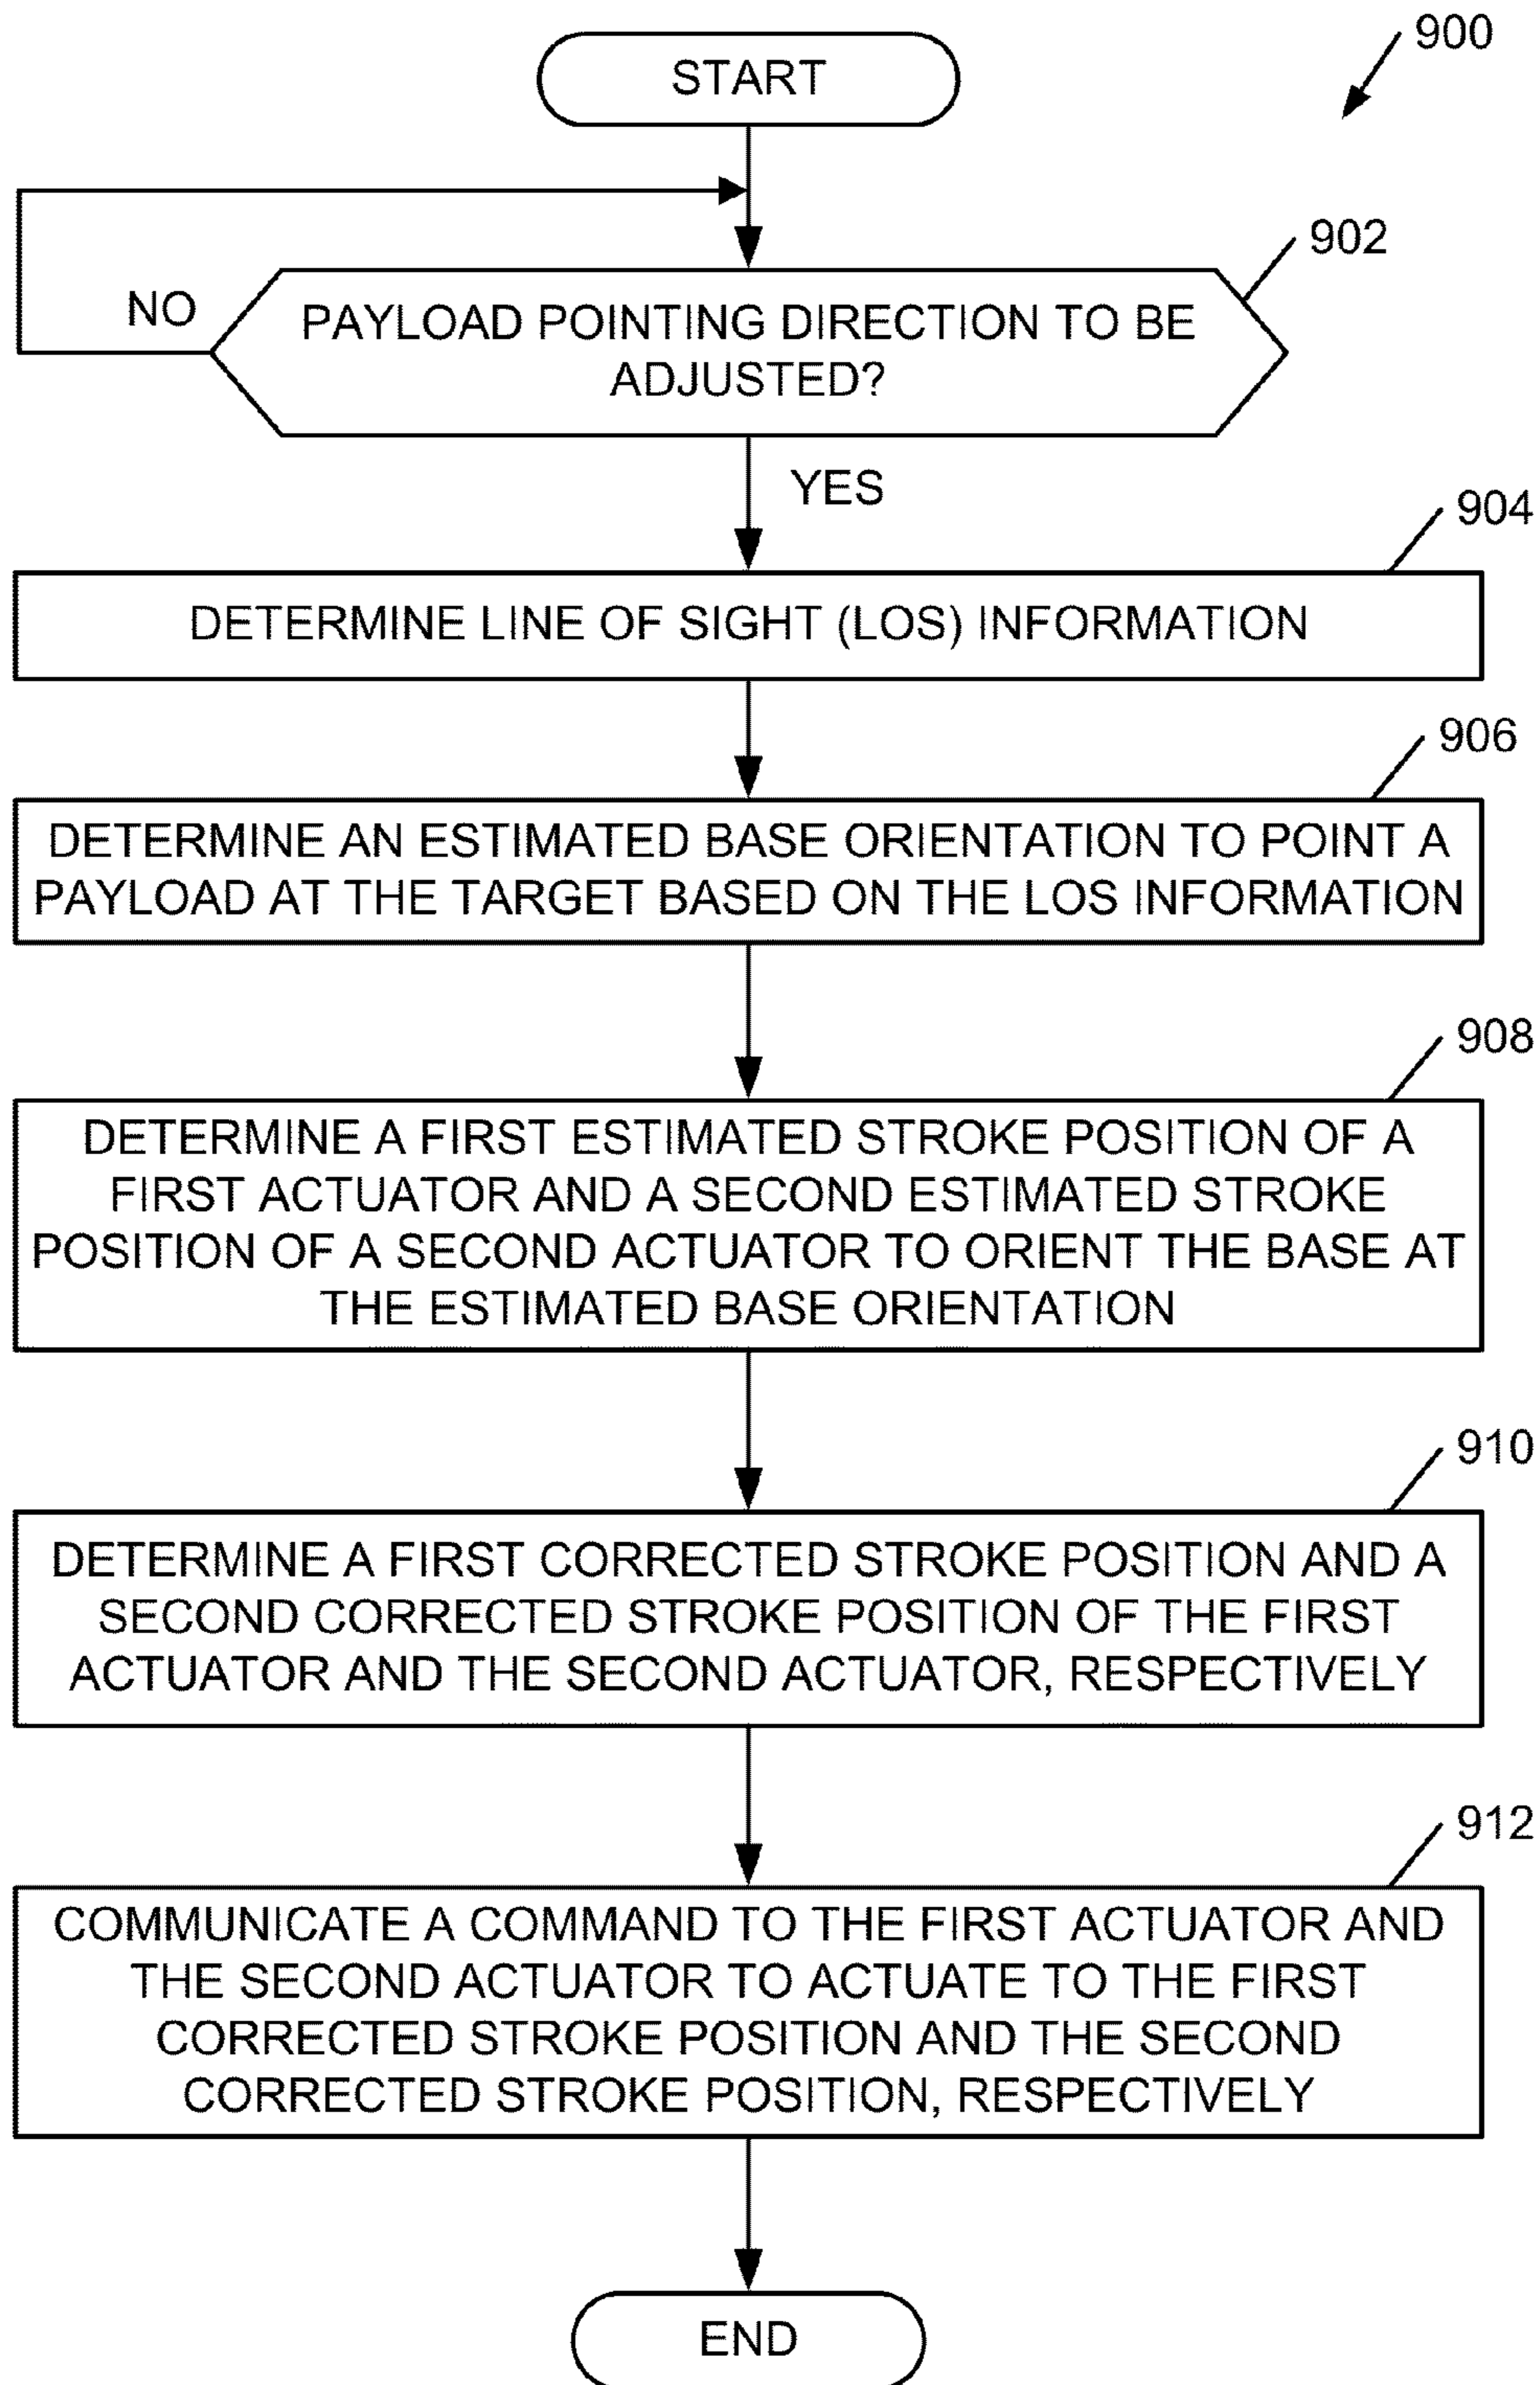 900
START
902
NO
PAYLOAD POINTING DIRECTION TO BE
ADJUSTED?
YES
904
DETERMINE LINE OF SIGHT (LOS) INFORMATION
906
DETERMINE AN ESTIMATED BASE ORIENTATION TO POINT A
PAYLOAD AT THE TARGET BASED ON THE LOS INFORMATION
908
DETERMINE A FIRST ESTIMATED STROKE POSITION OF A
FIRST ACTUATOR AND A SECOND ESTIMATED STROKE
POSITION OF A SECOND ACTUATOR TO ORIENT THE BASE AT
THE ESTIMATED BASE ORIENTATION
910
DETERMINE A FIRST CORRECTED STROKE POSITION AND A
SECOND CORRECTED STROKE POSITION OF THE FIRST
ACTUATOR AND THE SECOND ACTUATOR, RESPECTIVELY
912
COMMUNICATE A COMMAND TO THE FIRST ACTUATOR AND
THE SECOND ACTUATOR TO ACTUATE TO THE FIRST
CORRECTED STROKE POSITION AND THE SECOND
CORRECTED STROKE POSITION, RESPECTIVELY
END